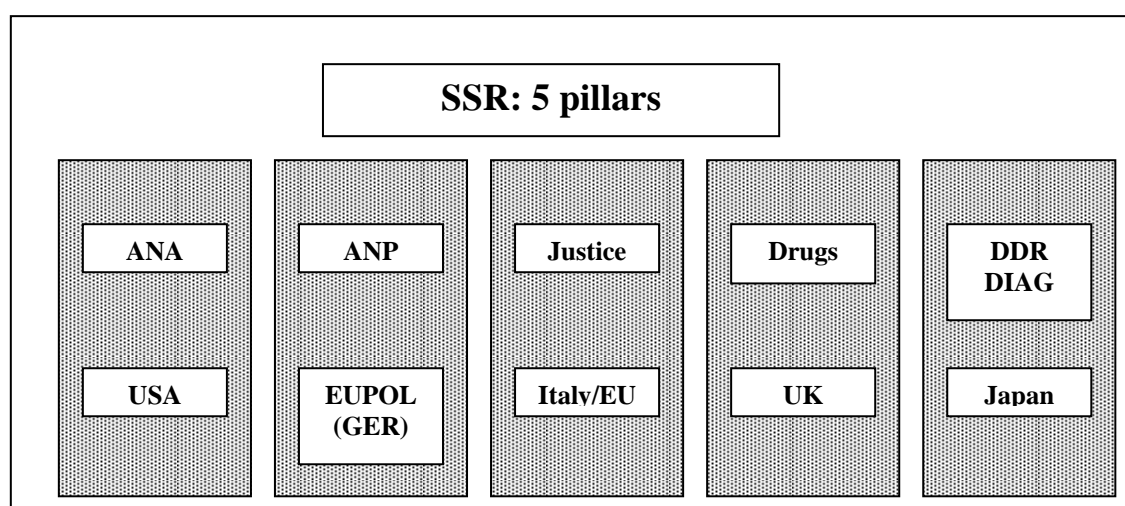 SSR: 5 pillars
ANA
ANP
Justice
Drugs
DDR
DIAG
USA
EUPOL
(GER)
Italy/EU
UK
Japan